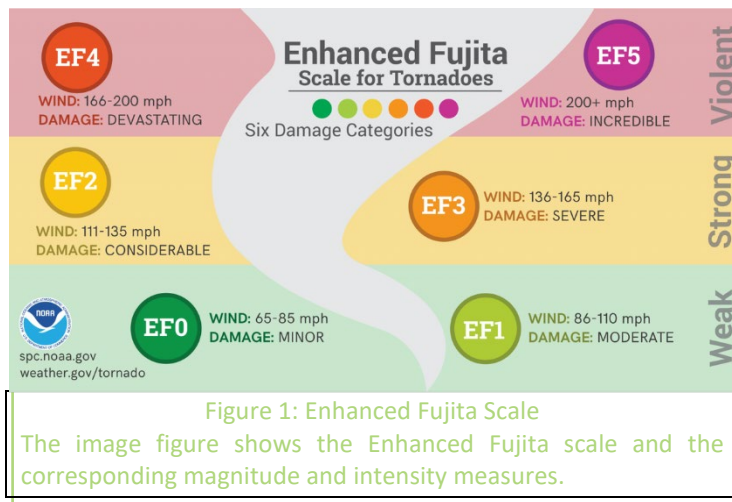 Enhanced Fujita
Scale for Tornadoes
Six Damage Categories
EF4
WIND: 166-200 mph
DAMAGE: DEVASTATING
EF5
WIND: 200+ mph
DAMAGE: INCREDIBLE
Violent
EF2
WIND: 111-135 mph
DAMAGE: CONSIDERABLE
EF3
WIND: 136-165 mph
DAMAGE: SEVERE
Strong
NOAA
spc.noaa.gov
weather.gov/tornado
EF0
WIND: 65-85 mph
DAMAGE: MINOR
EF1
WIND: 86-110 mph
DAMAGE: MODERATE
Weak
Figure 1: Enhanced Fujita Scale
The image figure shows the Enhanced Fujita scale and the
corresponding magnitude and intensity measures.